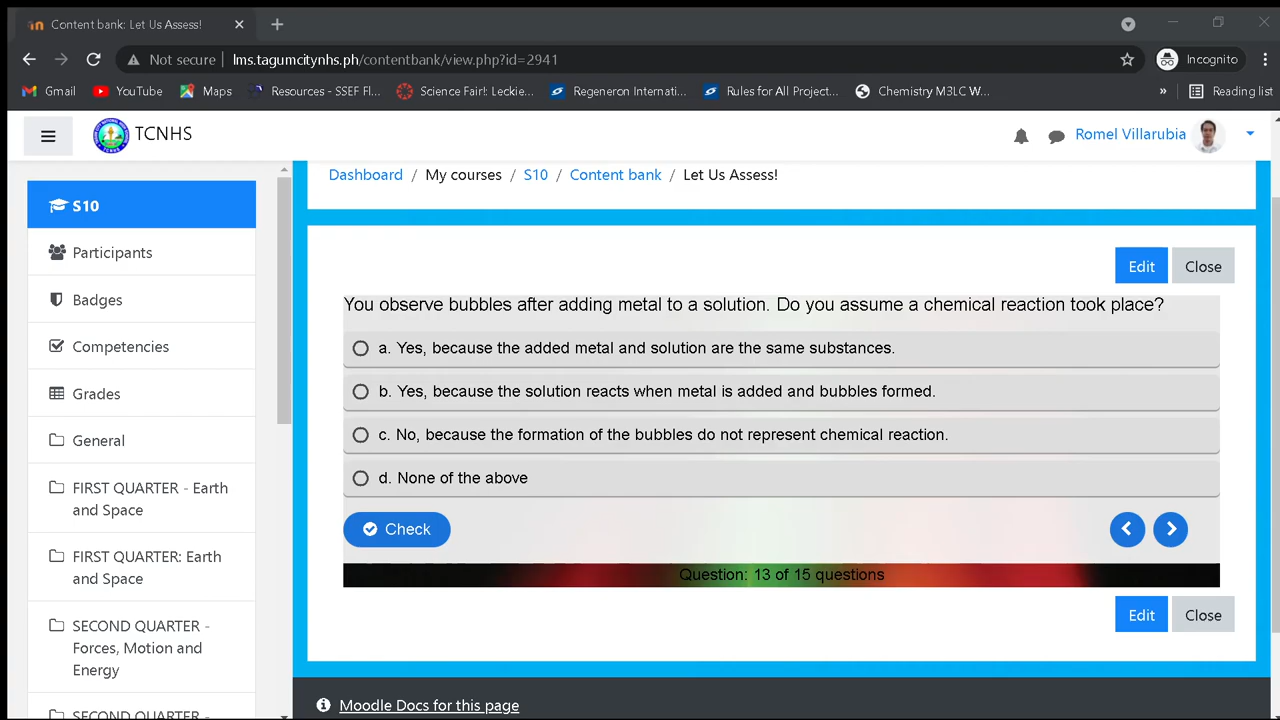 Content bank: Let Us Assess!
Not secure lms.tagumcitynhs.ph/contentbank/view.php?id=2941
Incognito
Gmail YouTube Maps Resources - SSEF Fl... Science Fair!: Leckie... Regeneron Internati... Rules for All Project... Chemistry M3LC W... » Reading list
TCNHS
Romel Villarubia
Dashboard / My courses / S10 / Content bank / Let Us Assess!
S10
Participants
Badges
Competencies
Grades
General
FIRST QUARTER - Earth
and Space
FIRST QUARTER: Earth
and Space
SECOND QUARTER -
Forces, Motion and
Energy
SECOND QUARTER -
Edit Close
You observe bubbles after adding metal to a solution. Do you assume a chemical reaction took place?
a. Yes, because the added metal and solution are the same substances.
b. Yes, because the solution reacts when metal is added and bubbles formed.
c. No, because the formation of the bubbles do not represent chemical reaction.
d. None of the above
Check
Question: 13 of 15 questions
Edit Close
Moodle Docs for this page